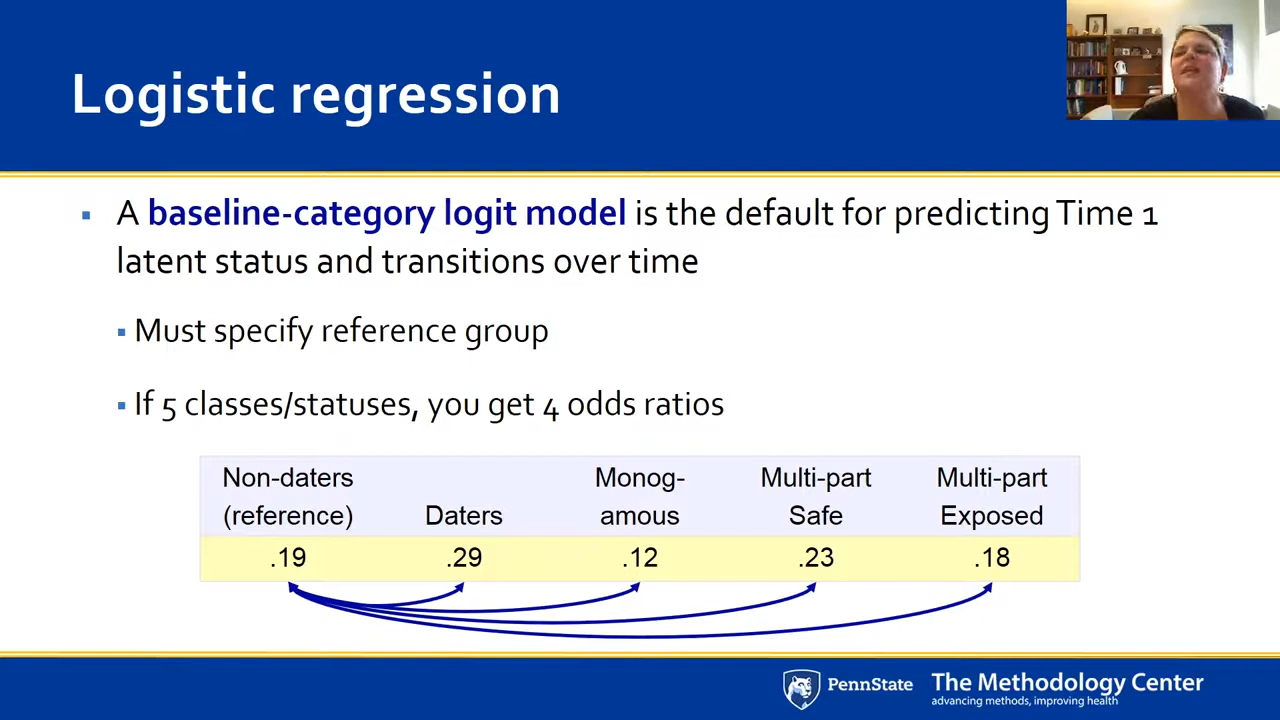 Logistic regression
▪ A baseline-category logit model is the default for predicting Time 1
latent status and transitions over time
▪ Must specify reference group
▪ If 5 classes/statuses, you get 4 odds ratios
Non-daters Monog- Multi-part Multi-part
(reference) Daters amous Safe Exposed
.19 .29 .12 .23 .18
PennState The Methodology Center
advancing methods, improving health